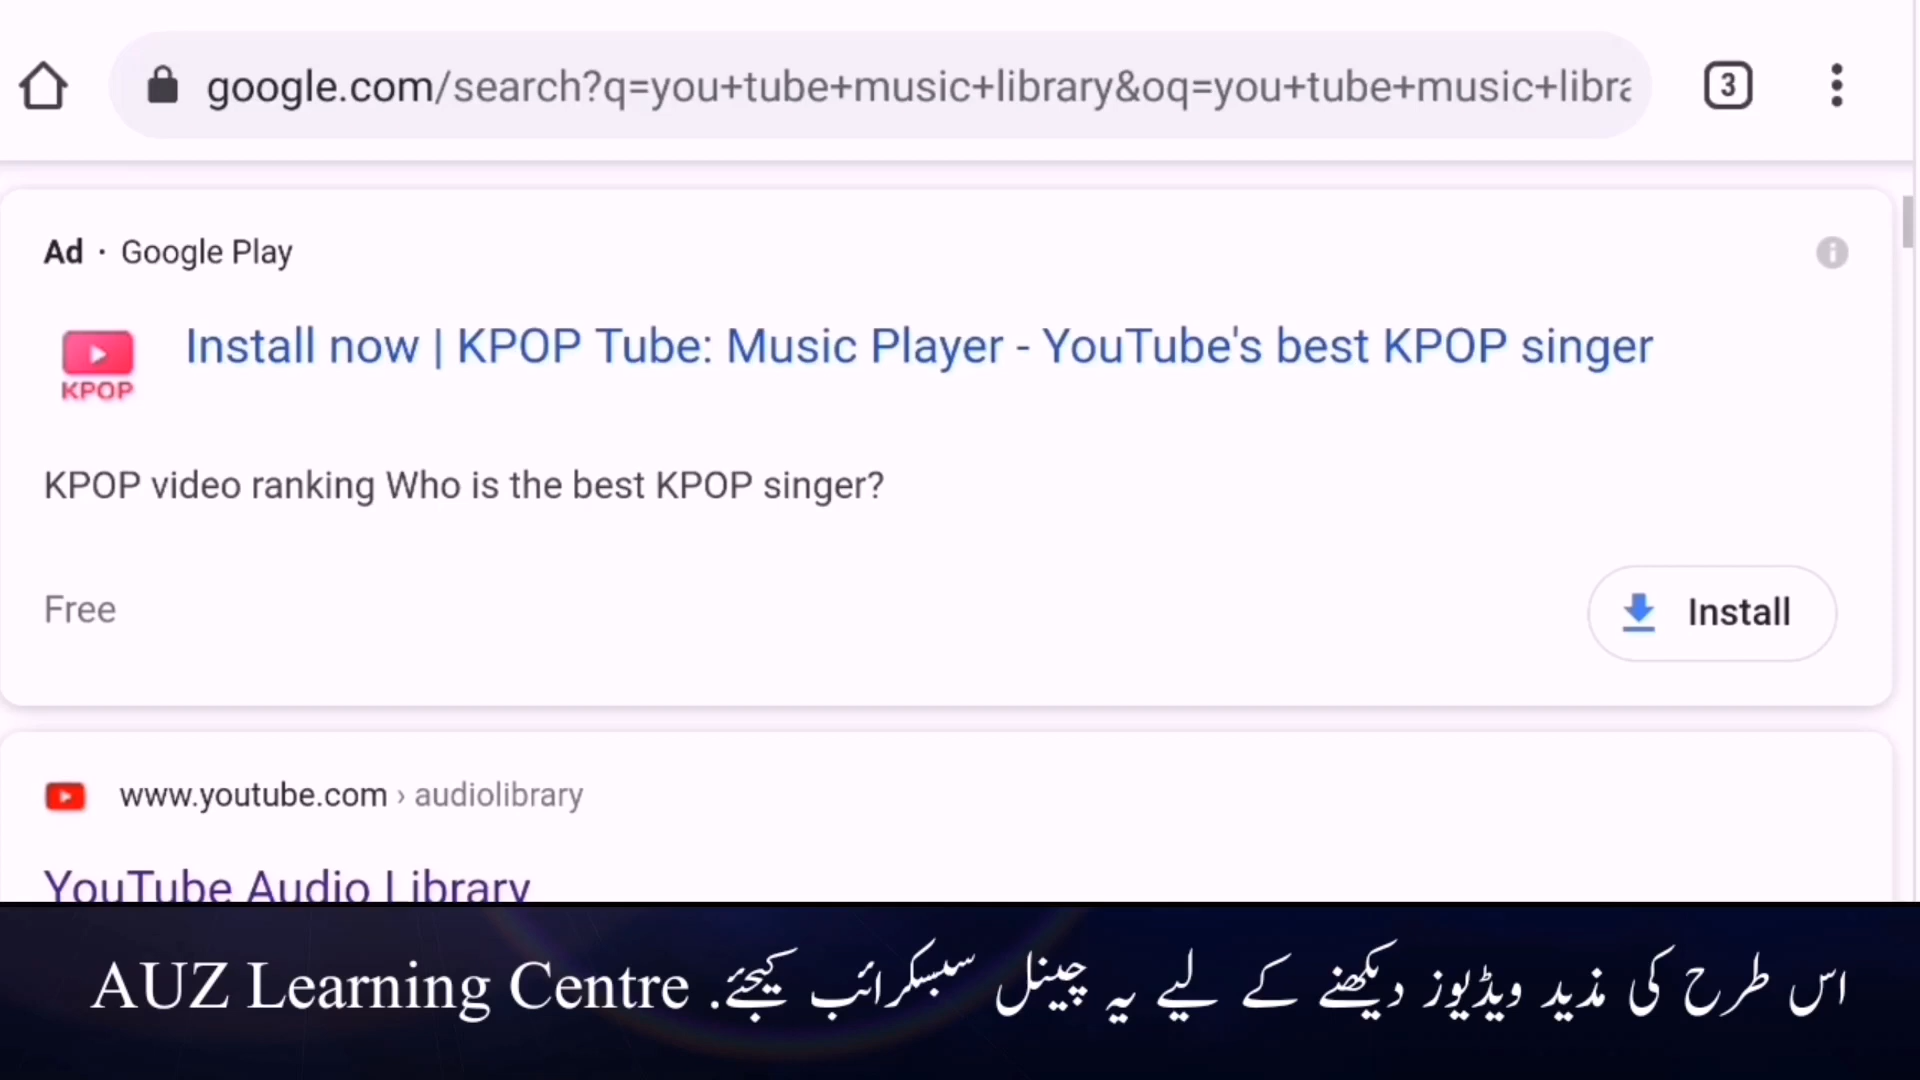 google.com/search?q=you+tube+music+library&oq=you+tube+music+libra
3
Ad · Google Play
Install now | KPOP Tube: Music Player - YouTube's best KPOP singer
KPOP
KPOP video ranking Who is the best KPOP singer?
Free
Install
www.youtube.com › audiolibrary
YouTube Audio Library
اس طرح کی مذید ویڈیوز دیکھنے کے لیے یہ چینل سبسکرائب کیجئے. AUZ Learning Centre